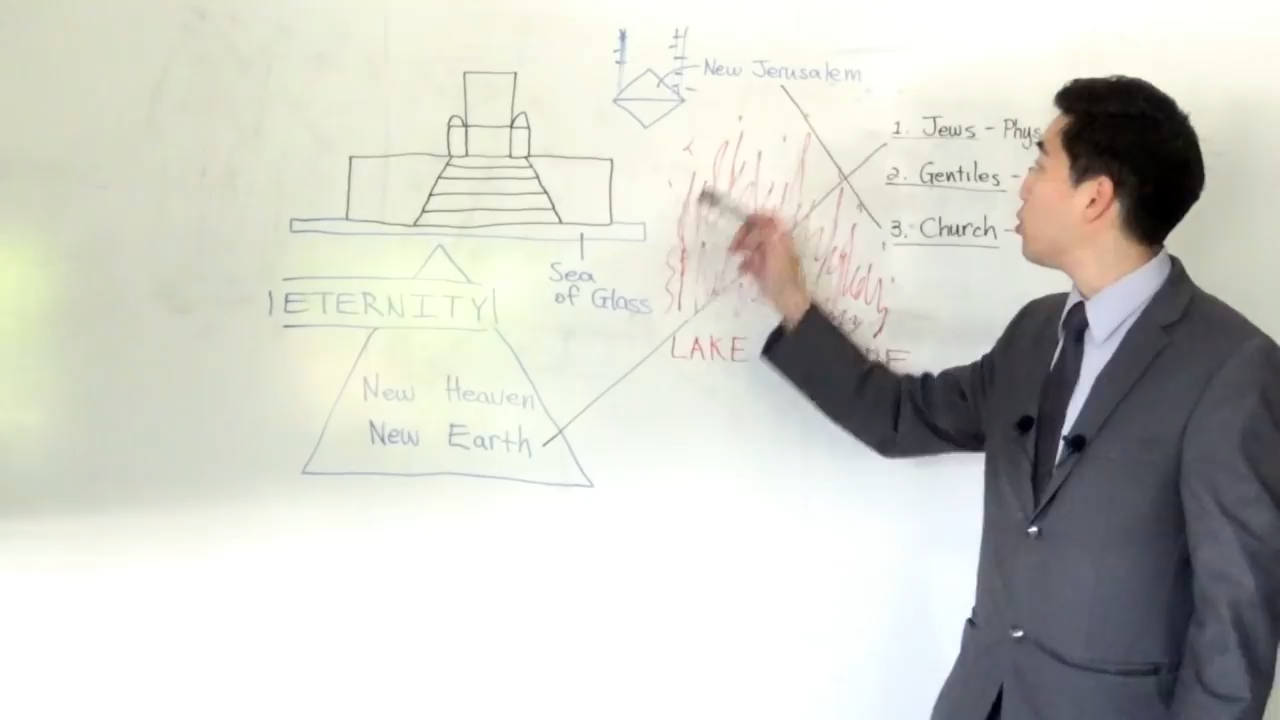 New Jerusalem
1. Jews - Phys
2. Gentiles -
3. Church -
Sea
of Glass
ETERNITY
LAKE
New Heaven
New Earth